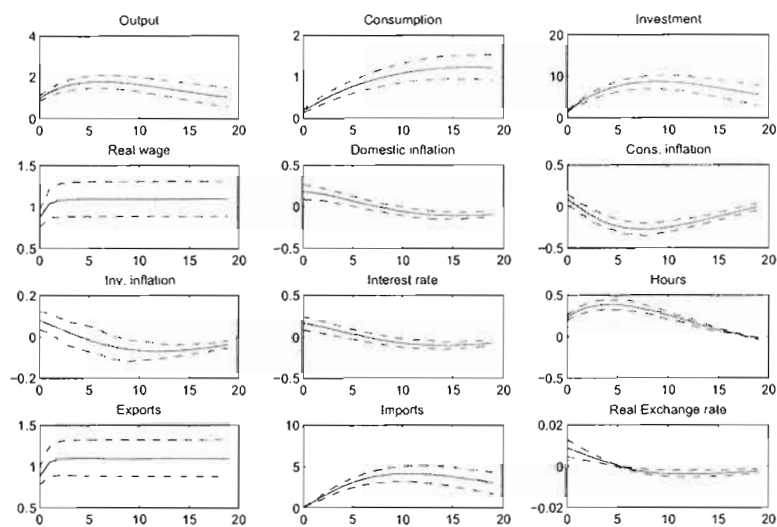 Output Consumption Investment
4 2 20
2 1 10
0 0 0
0 5 10 15 20 0 5 10 15 20 0 5 10 15 20
Real wage Domestic inflation Cons. inflation
1.5 0.5 0.5
1 0 0
0.5 −0.5 −0.5
0 5 10 15 20 0 5 10 15 20 0 5 10 15 20
Inv. inflation Interest rate Hours
0.2 0.5 0.5
0 0 0
−0.2 −0.5 −0.5
0 5 10 15 20 0 5 10 15 20 0 5 10 15 20
Exports Imports Real Exchange rate
1.5 10 0.02
1 5 0
0.5 0 −0.02
0 5 10 15 20 0 5 10 15 20 0 5 10 15 20